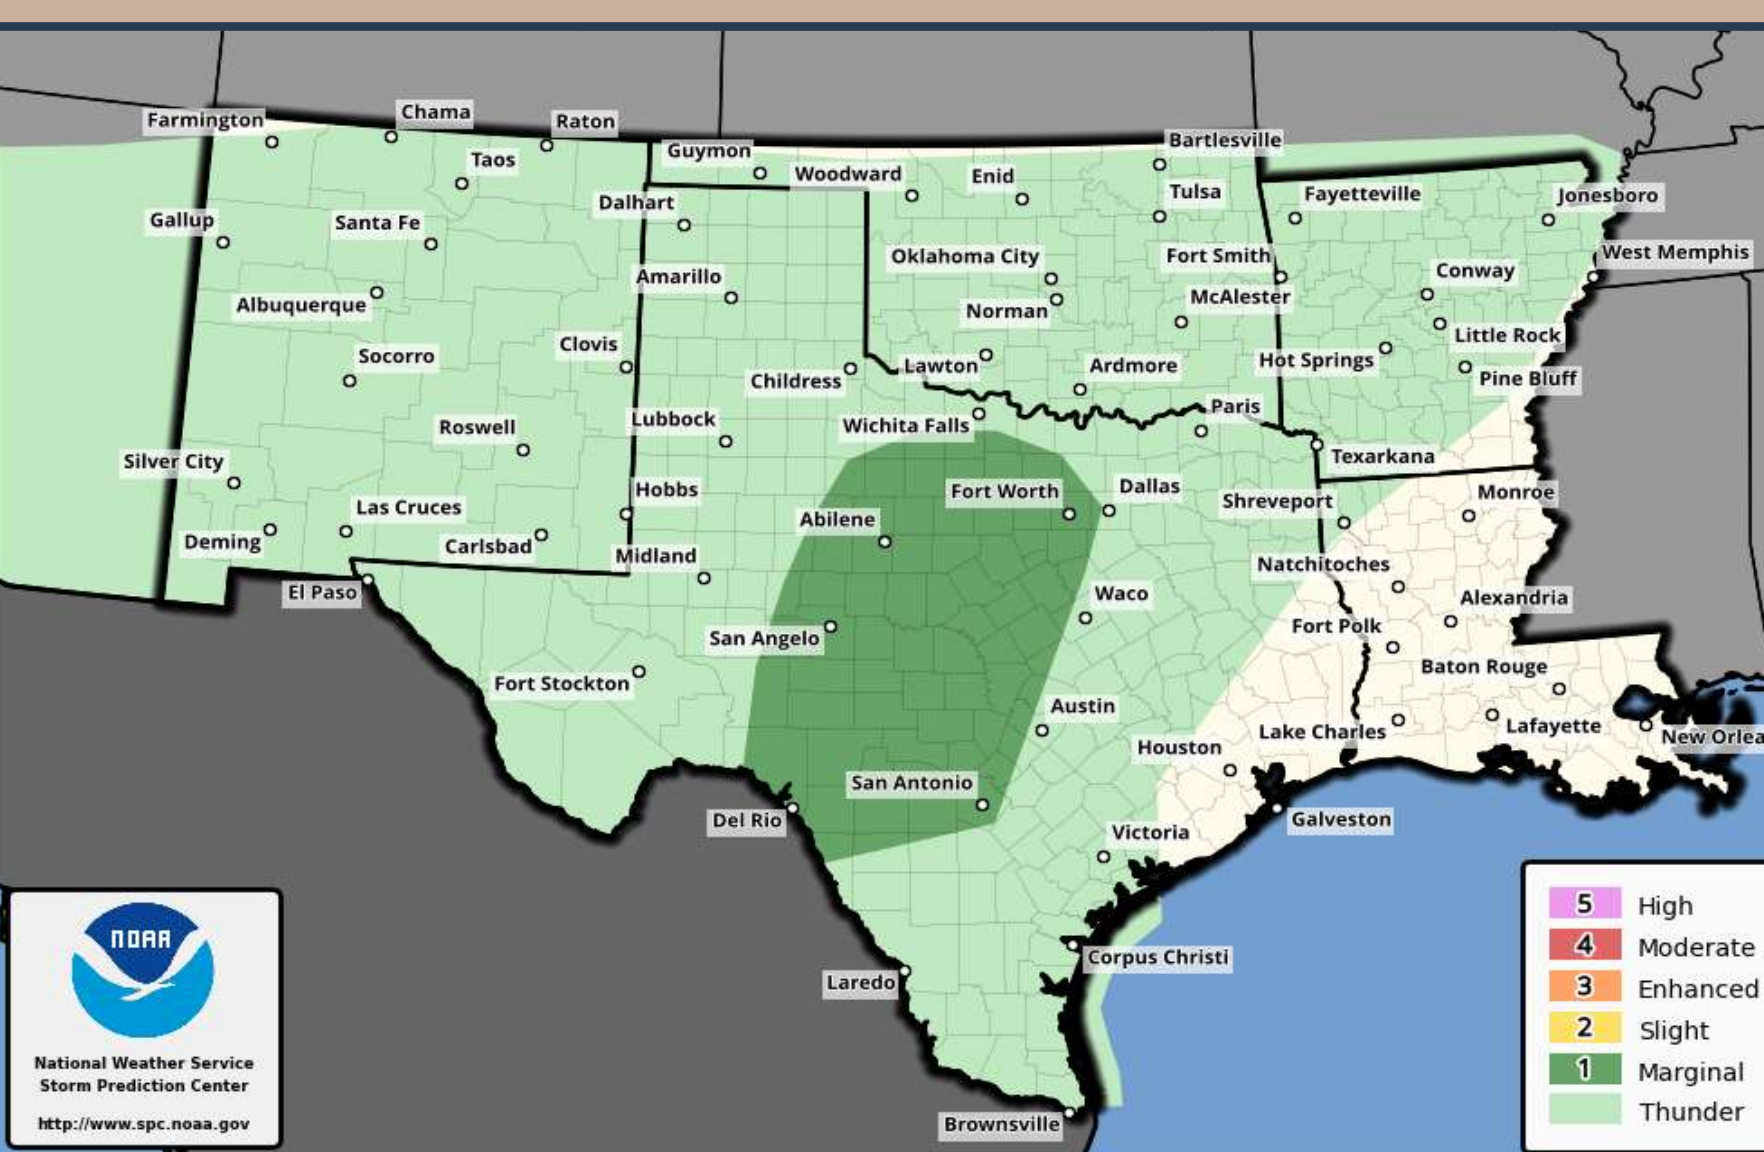 Farmington
Chama
Raton
Taos
Guymon
Bartlesville
Woodward
Enid
Tulsa
Fayetteville
Jonesboro
Gallup
Santa Fe
Dalhart
Oklahoma City
Fort Smith
West Memphis
Albuquerque
Amarillo
Norman
McAlester
Conway
Little Rock
Socorro
Clovis
Childress
Lawton
Ardmore
Hot Springs
Pine Bluff
Roswell
Lubbock
Wichita Falls
Paris
Texarkana
Silver City
Hobbs
Fort Worth
Dallas
Shreveport
Monroe
Las Cruces
Deming
Carlsbad
Midland
Abilene
Natchitoches
El Paso
Waco
Alexandria
San Angelo
Fort Polk
Fort Stockton
Baton Rouge
Austin
Houston
Lake Charles
Lafayette
New Orlea
San Antonio
Del Rio
Victoria
Galveston
Corpus Christi
Laredo
Brownsville
NOAA
National Weather Service
Storm Prediction Center
http://www.spc.noaa.gov
5 High
4 Moderate
3 Enhanced
2 Slight
1 Marginal
Thunder